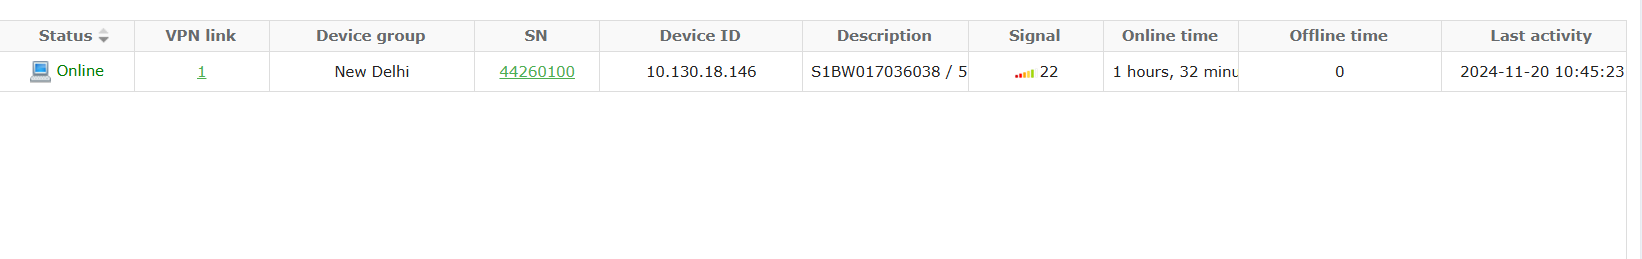 Status VPN link Device group SN Device ID Description Signal Online time Offline time Last activity
Online 1 New Delhi 44260100 10.130.18.146 S1BW017036038 / 5 22 1 hours, 32 minu 0 2024-11-20 10:45:23